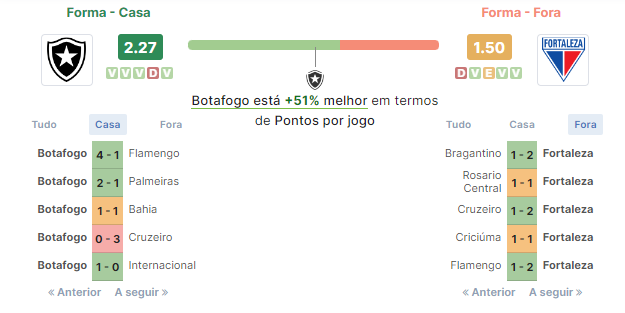 Forma - Casa
Forma - Fora
2.27
1.50
FORTALEZA
V V V D V
D V E V V
Botafogo está +51% melhor em termos
de Pontos por jogo
Tudo Casa Fora
Tudo Casa Fora
Botafogo 4 - 1 Flamengo
Botafogo 2 - 1 Palmeiras
Botafogo 1 - 1 Bahia
Botafogo 0 - 3 Cruzeiro
Botafogo 1 - 0 Internacional
« Anterior A seguir »
Bragantino 1 - 2 Fortaleza
Rosario
Central 1 - 1 Fortaleza
Cruzeiro 1 - 2 Fortaleza
Criciúma 1 - 1 Fortaleza
Flamengo 1 - 2 Fortaleza
« Anterior A seguir »